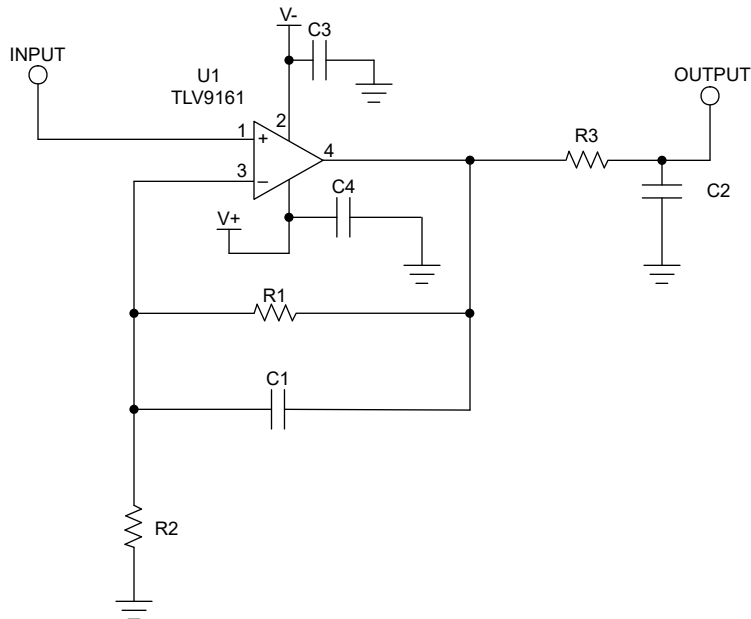 V-
C3
INPUT
U1
TLV9161
OUTPUT
2
1
+
R3
4
3
–
C4
C2
V+
R1
C1
R2